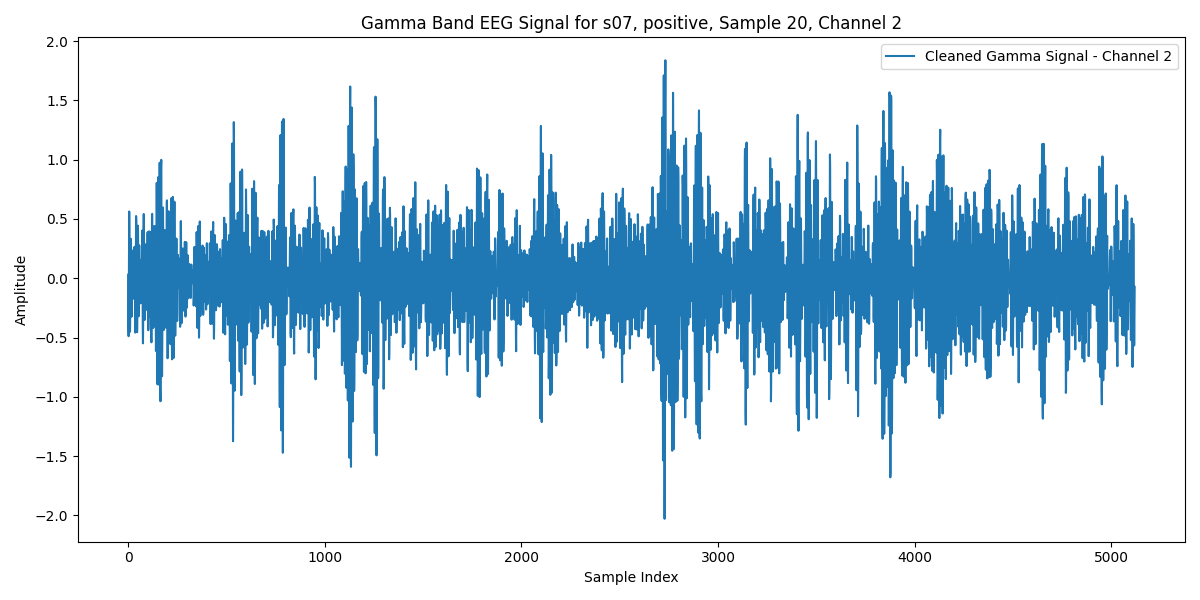 Gamma Band EEG Signal for s07, positive, Sample 20, Channel 2
Cleaned Gamma Signal - Channel 2
2.0
1.5
1.0
0.5
0.0
−0.5
−1.0
−1.5
−2.0
Amplitude
0 1000 2000 3000 4000 5000
Sample Index